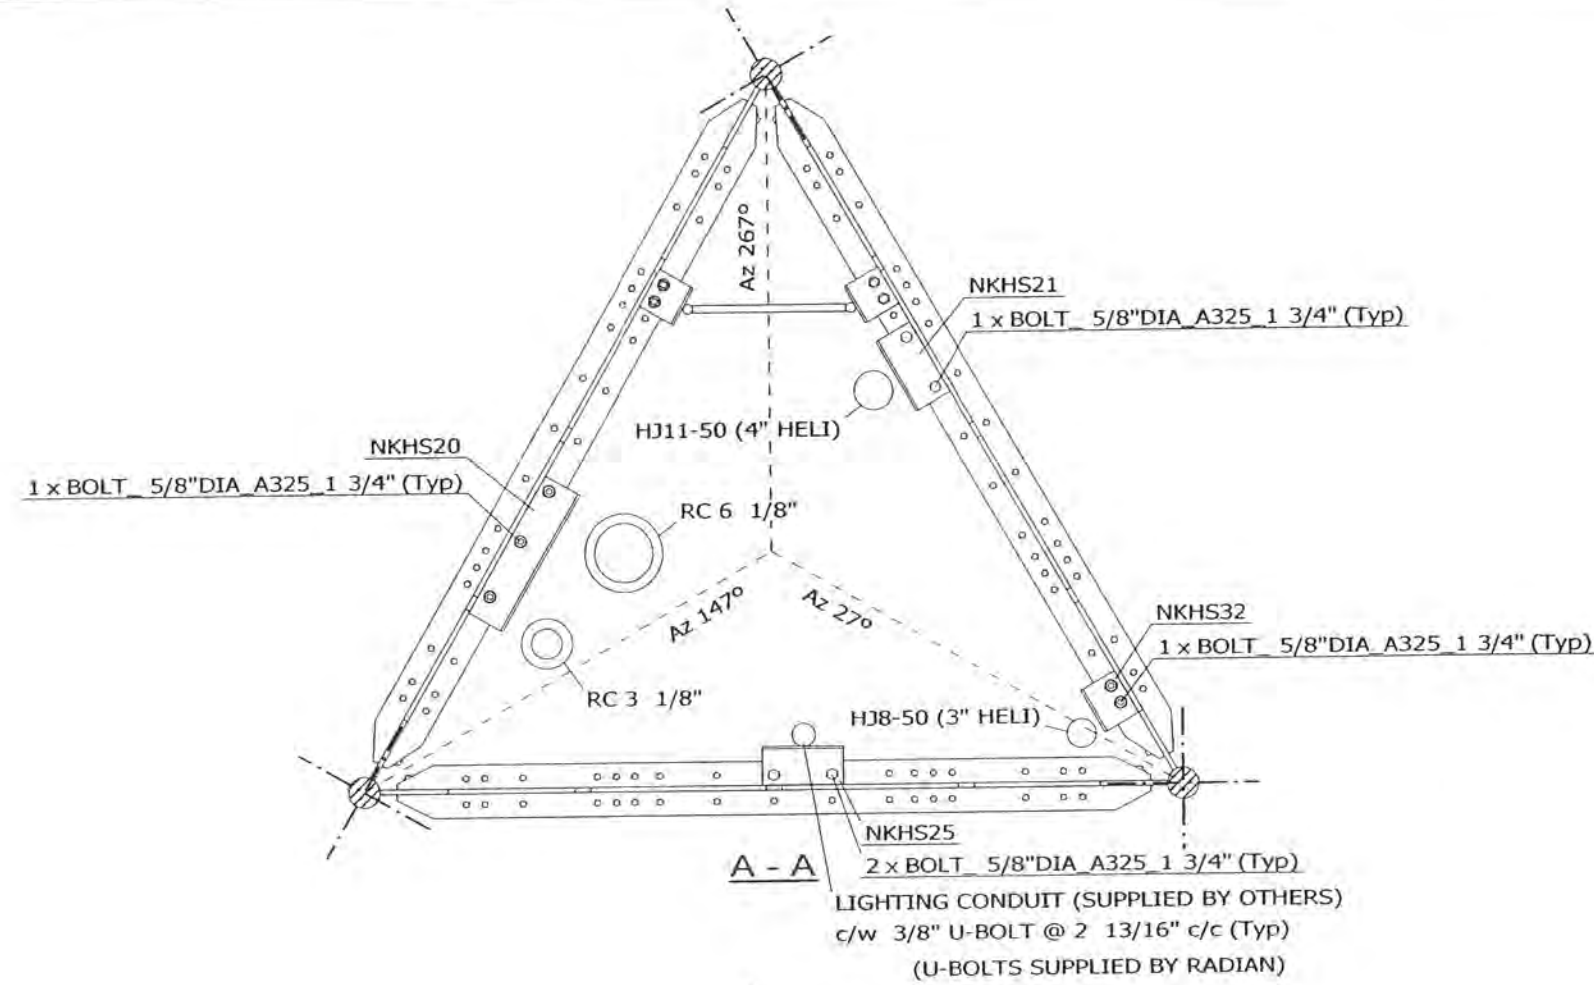 Az 267º
NKHS21
1 x BOLT_ 5/8"DIA_A325_1 3/4" (Typ)
HJ11-50 (4" HELI)
NKHS20
1 x BOLT_ 5/8"DIA_A325_1 3/4" (Typ)
RC 6 1/8"
Az 147º
Az 27º
NKHS32
1 x BOLT_ 5/8"DIA_A325_1 3/4" (Typ)
RC 3 1/8"
HJ8-50 (3" HELI)
NKHS25
A - A
2 x BOLT_ 5/8"DIA_A325_1 3/4" (Typ)
LIGHTING CONDUIT (SUPPLIED BY OTHERS)
c/w 3/8" U-BOLT @ 2 13/16" c/c (Typ)
(U-BOLTS SUPPLIED BY RADIAN)